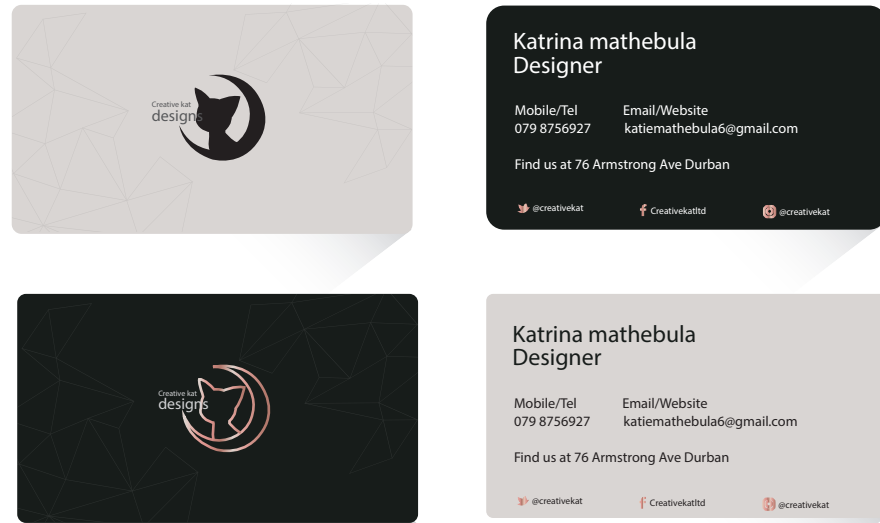 Creative kat
designs
Katrina mathebula
Designer
Mobile/Tel Email/Website
079 8756927 katiemathebula6@gmail.com
Find us at 76 Armstrong Ave Durban
@creativekat Creativekatltd @creativekat
Creative kat
designs
Katrina mathebula
Designer
Mobile/Tel Email/Website
079 8756927 katiemathebula6@gmail.com
Find us at 76 Armstrong Ave Durban
@creativekat Creativekatltd @creativekat